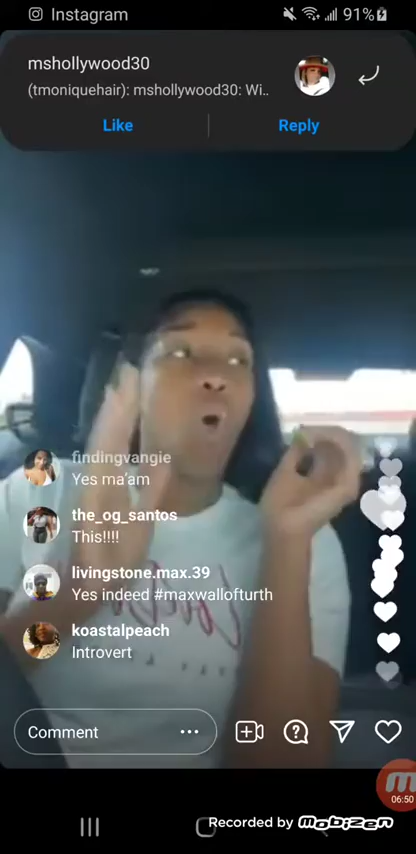 Instagram
91%
mshollywood30
(tmoniquehair): mshollywood30: Wi..
Like
Reply
findingvangie
Yes ma'am
the_og_santos
This!!!!
livingstone.max.39
Yes indeed #maxwallofturth
koastalpeach
Introvert
Comment
06:50
Recorded by mobizen